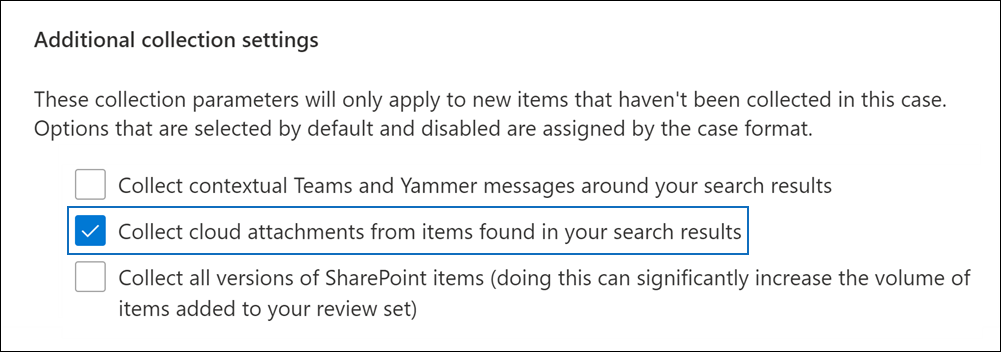 Additional collection settings
These collection parameters will only apply to new items that haven't been collected in this case.
Options that are selected by default and disabled are assigned by the case format.
Collect contextual Teams and Yammer messages around your search results
Collect cloud attachments from items found in your search results
Collect all versions of SharePoint items (doing this can significantly increase the volume of
items added to your review set)